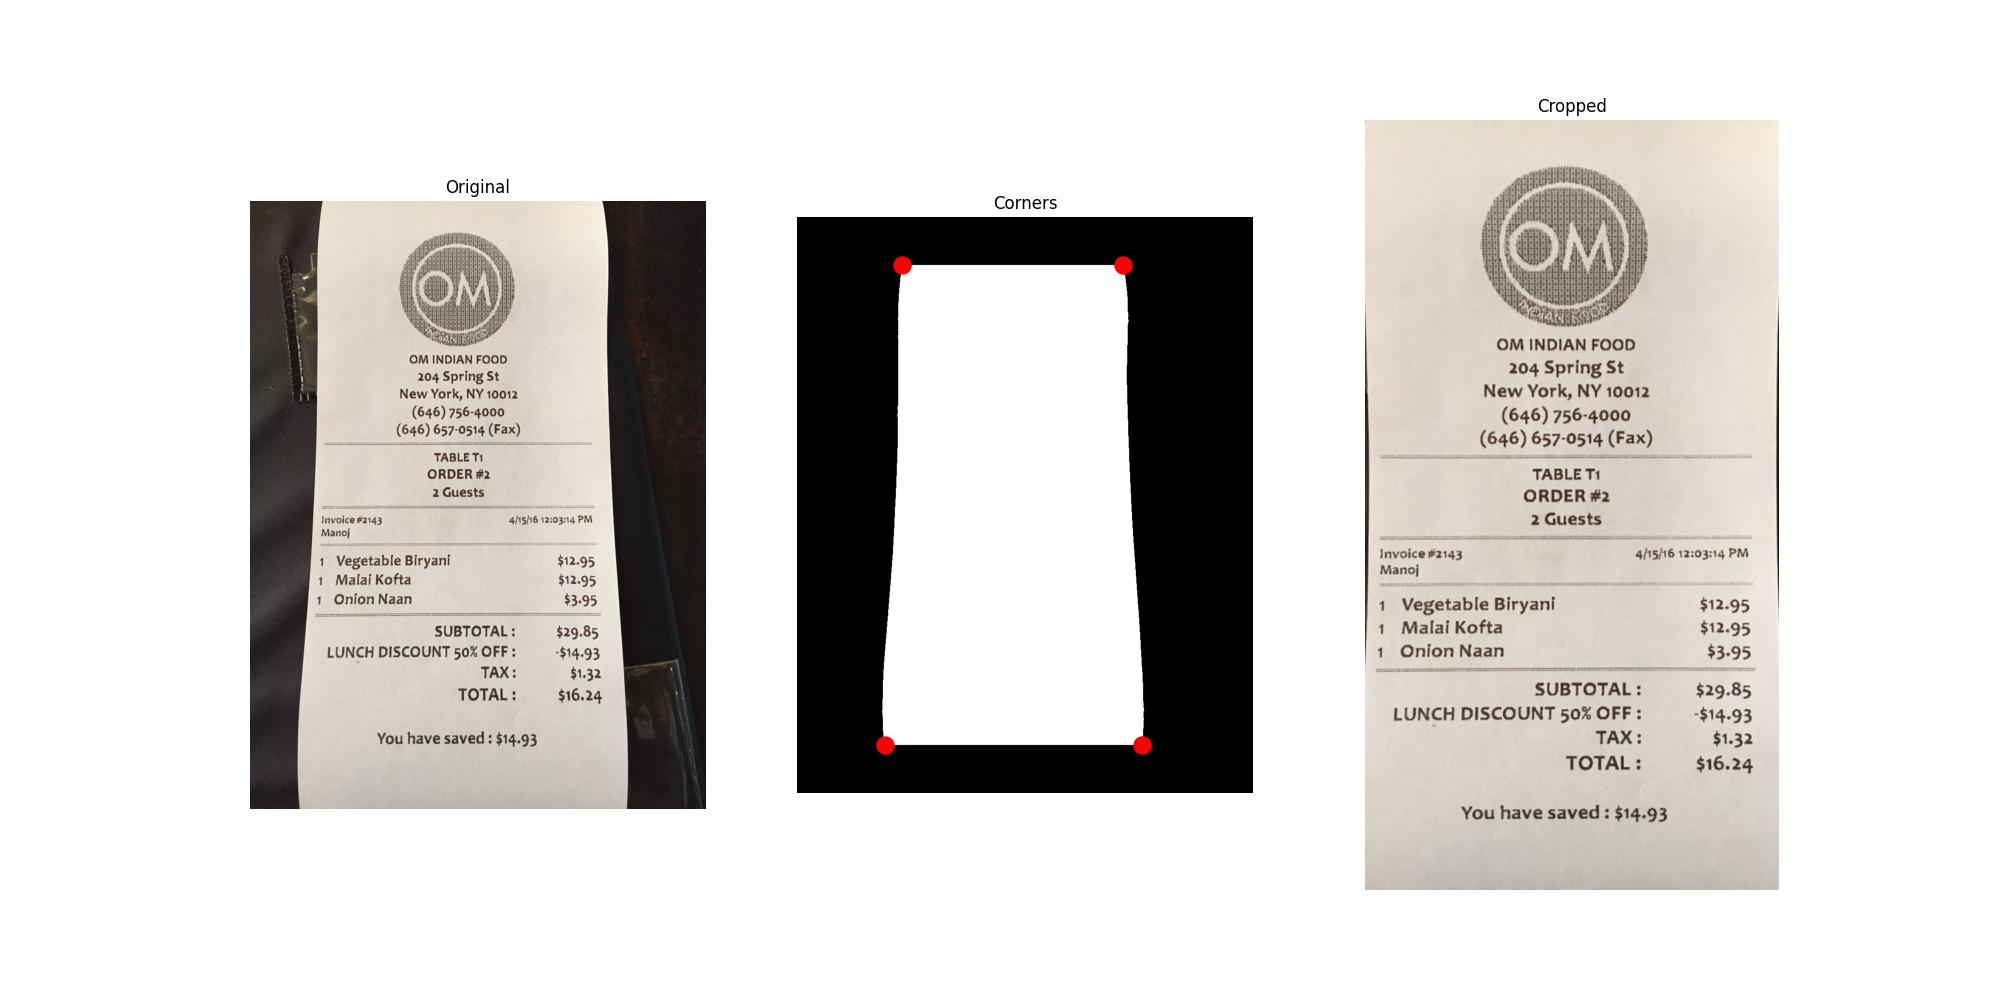 Original
OM
INDIAN FOOD
OM INDIAN FOOD
204 Spring St
New York, NY 10012
(646) 756-4000
(646) 657-0514 (Fax)
TABLE T1
ORDER #2
2 Guests
Invoice #2143 4/15/16 12:03:14 PM
Manoj
1 Vegetable Biryani $12.95
1 Malai Kofta $12.95
1 Onion Naan $3.95
SUBTOTAL : $29.85
LUNCH DISCOUNT 50% OFF : -$14.93
TAX : $1.32
TOTAL : $16.24
You have saved : $14.93
Corners
Cropped
OM
INDIAN FOOD
OM INDIAN FOOD
204 Spring St
New York, NY 10012
(646) 756-4000
(646) 657-0514 (Fax)
TABLE T1
ORDER #2
2 Guests
Invoice #2143 4/15/16 12:03:14 PM
Manoj
1 Vegetable Biryani $12.95
1 Malai Kofta $12.95
1 Onion Naan $3.95
SUBTOTAL : $29.85
LUNCH DISCOUNT 50% OFF : -$14.93
TAX : $1.32
TOTAL : $16.24
You have saved : $14.93